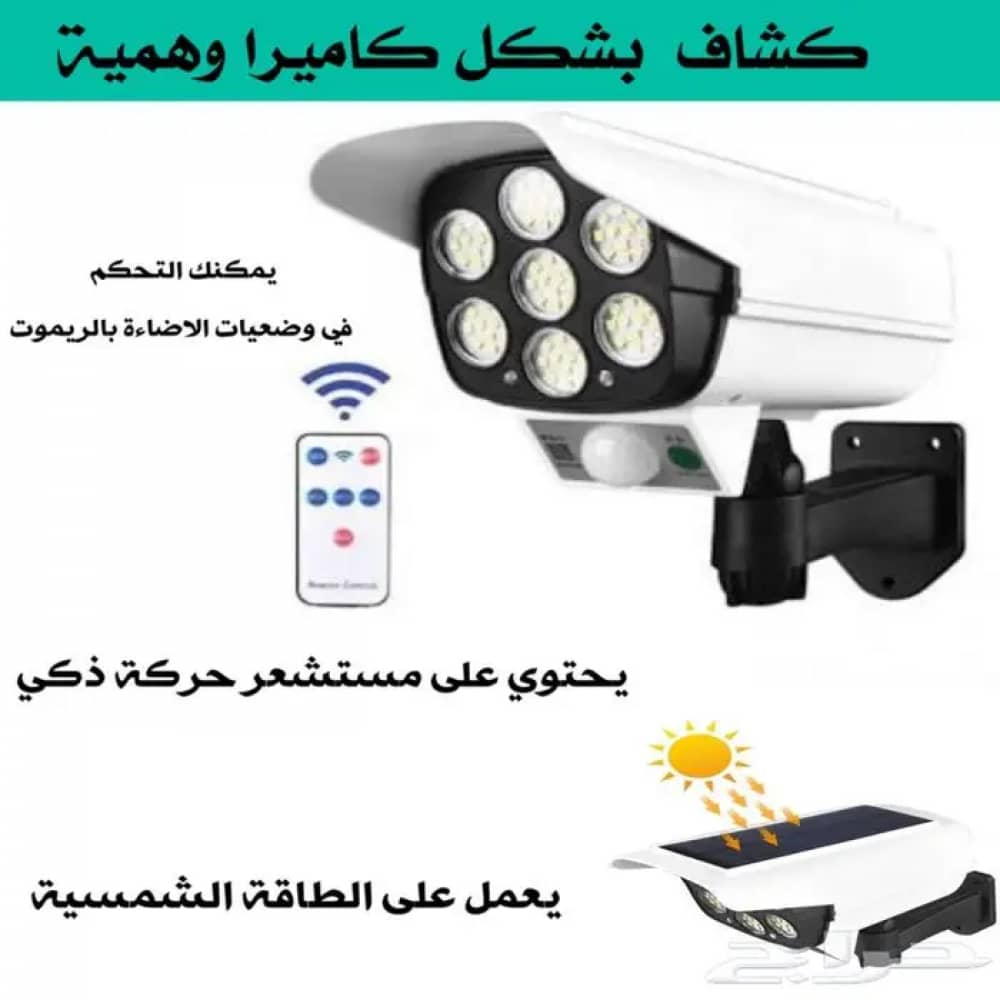 كشاف بشكل كاميرا وهمية
يمكنك التحكم
في وضعيات الاضاءة بالريموت
يحتوي على مستشعر حركة ذكي
يعمل على الطاقة الشمسية
حراج